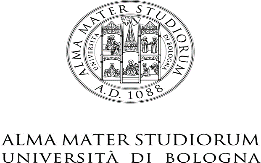 ALMA MATER STUDIORUM
A.D. 1088
ALMA MATER STUDIORUM
UNIVERSITÀ DI BOLOGNA